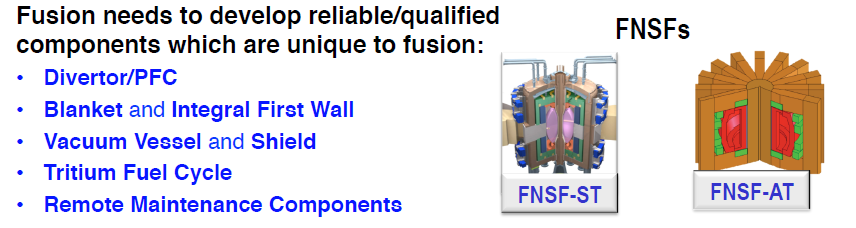 Fusion needs to develop reliable/qualified
components which are unique to fusion:
• Divertor/PFC
• Blanket and Integral First Wall
• Vacuum Vessel and Shield
• Tritium Fuel Cycle
• Remote Maintenance Components
FNSFs
FNSF-ST
FNSF-AT